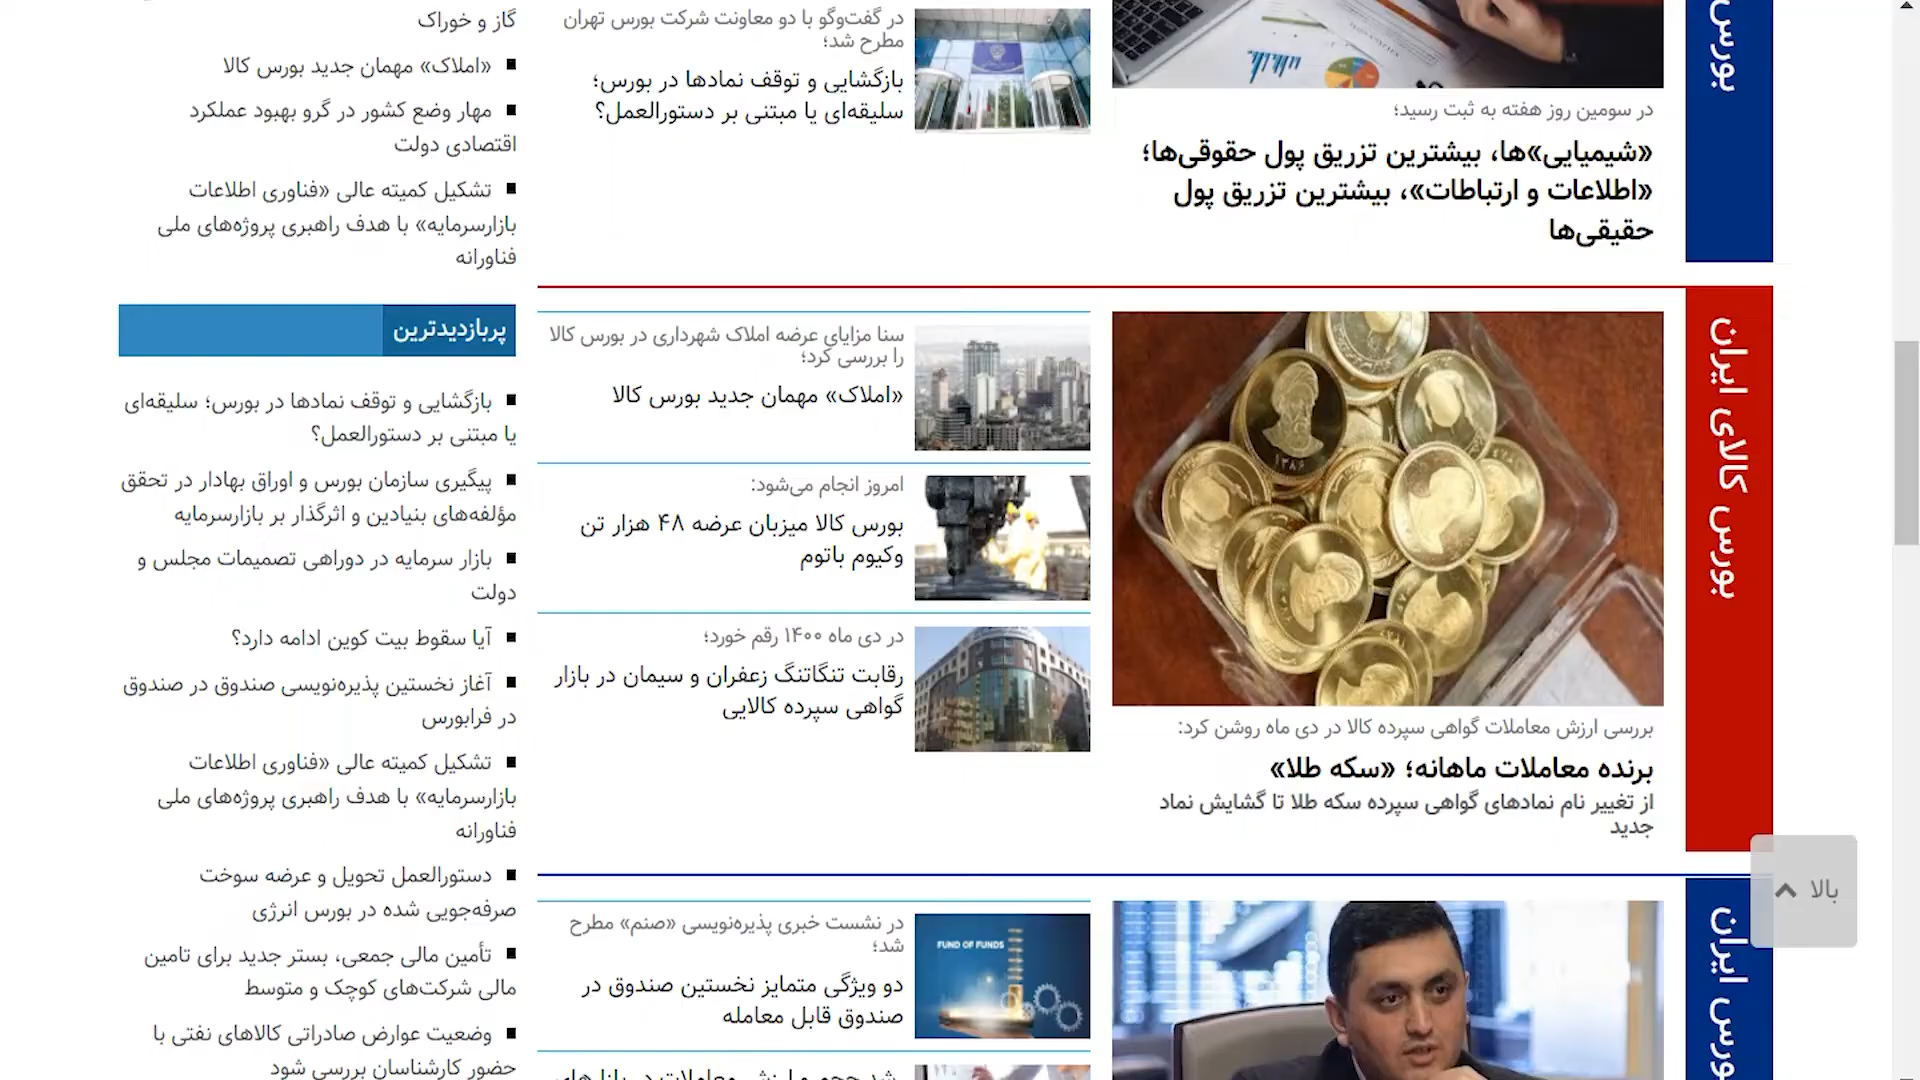 بورس
در سومین روز هفته به ثبت رسید؛
«شیمیایی»ها، بیشترین تزریق پول حقوقی‌ها؛
«اطلاعات و ارتباطات»، بیشترین تزریق پول
حقیقی‌ها
در گفت‌وگو با دو معاونت شرکت بورس تهران
مطرح شد؛
بازگشایی و توقف نمادها در بورس؛
سلیقه‌ای یا مبتنی بر دستورالعمل؟
بورس کالای ایران
۱۳۸۶
بررسی ارزش معاملات گواهی سپرده کالا در دی ماه روشن کرد:
برنده معاملات ماهانه؛ «سکه طلا»
از تغییر نام نمادهای گواهی سپرده سکه طلا تا گشایش نماد
جدید
سنا مزایای عرضه املاک شهرداری در بورس کالا
را بررسی کرد؛
«املاک» مهمان جدید بورس کالا
امروز انجام می‌شود:
بورس کالا میزبان عرضه ۴۸ هزار تن
وکیوم باتوم
در دی ماه ۱۴۰۰ رقم خورد؛
رقابت تنگاتنگ زعفران و سیمان در بازار
گواهی سپرده کالایی
بورس ایران
در نشست خبری پذیره‌نویسی «صنم» مطرح
شد؛
FUND OF FUNDS
دو ویژگی متمایز نخستین صندوق در
صندوق قابل معامله
گاز و خوراک
«املاک» مهمان جدید بورس کالا
مهار وضع کشور در گرو بهبود عملکرد
اقتصادی دولت
تشکیل کمیته عالی «فناوری اطلاعات
بازارسرمایه» با هدف راهبری پروژه‌های ملی
فناورانه
پربازدیدترین
بازگشایی و توقف نمادها در بورس؛ سلیقه‌ای
یا مبتنی بر دستورالعمل؟
پیگیری سازمان بورس و اوراق بهادار در تحقق
مؤلفه‌های بنیادین و اثرگذار بر بازارسرمایه
بازار سرمایه در دوراهی تصمیمات مجلس و
دولت
آیا سقوط بیت کوین ادامه دارد؟
آغاز نخستین پذیره‌نویسی صندوق در صندوق
در فرابورس
تشکیل کمیته عالی «فناوری اطلاعات
بازارسرمایه» با هدف راهبری پروژه‌های ملی
فناورانه
دستورالعمل تحویل و عرضه سوخت
صرفه‌جویی شده در بورس انرژی
تأمین مالی جمعی، بستر جدید برای تامین
مالی شرکت‌های کوچک و متوسط
وضعیت عوارض صادراتی کالاهای نفتی با
حضور کارشناسان بررسی شود
بالا